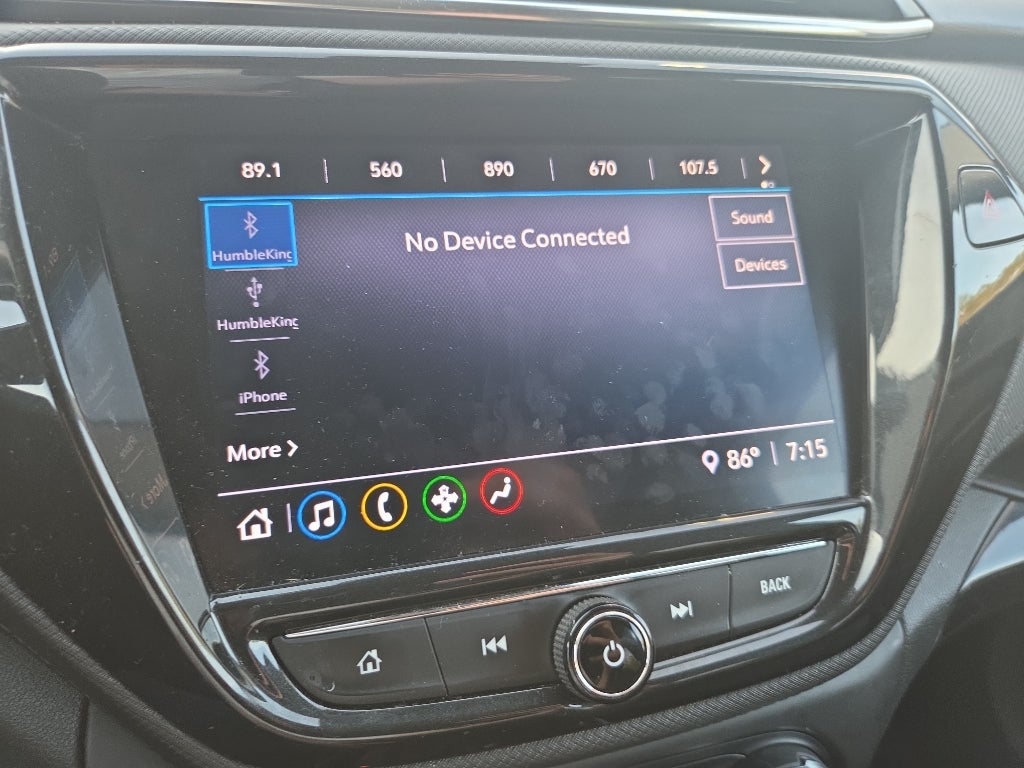 89.1 | 560 | 890 | 670 | 107.5 |
No Device Connected
Sound
Devices
HumbleKing
HumbleKing
iPhone
More
86° | 7:15
BACK